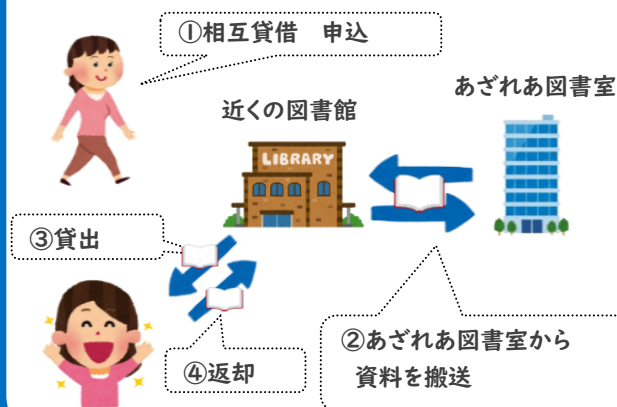 ①相互貸借　申込
あざれあ図書室
近くの図書館
LIBRARY
③貸出
②あざれあ図書室から
資料を搬送
④返却